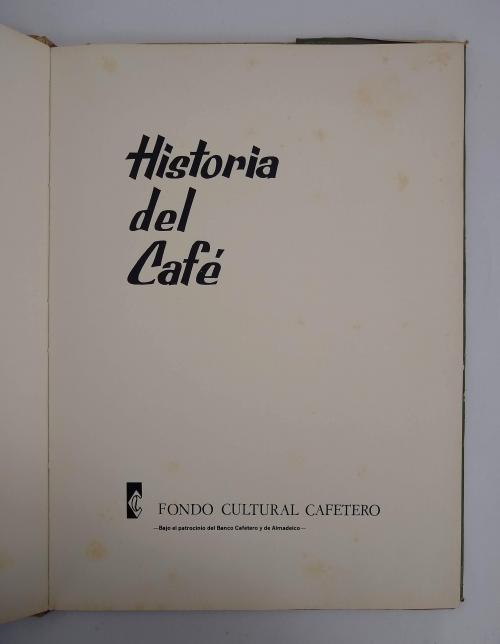 Historia
del
Café
FONDO CULTURAL CAFETERO
—Bajo el patrocinio del Banco Cafetero y de Almadelco—